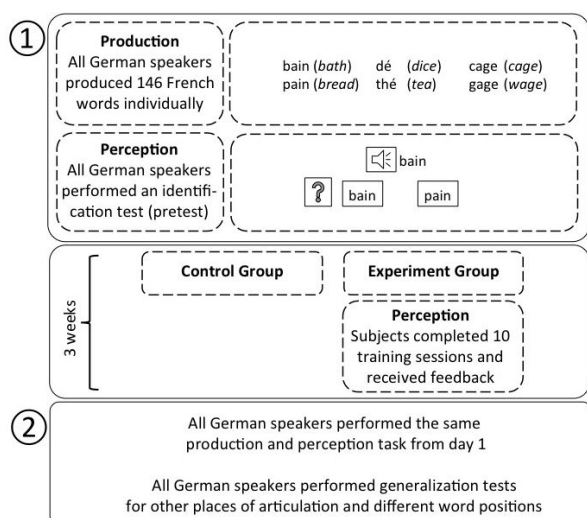 1
Production
All German speakers
produced 146 French
words individually
bain (bath) dé (dice) cage (cage)
pain (bread) thé (tea) gage (wage)
Perception
All German speakers
performed an identifi-
cation test (pretest)
bain
? bain pain
3 weeks
Control Group
Experiment Group
Perception
Subjects completed 10
training sessions and
received feedback
2
All German speakers performed the same
production and perception task from day 1
All German speakers performed generalization tests
for other places of articulation and different word positions